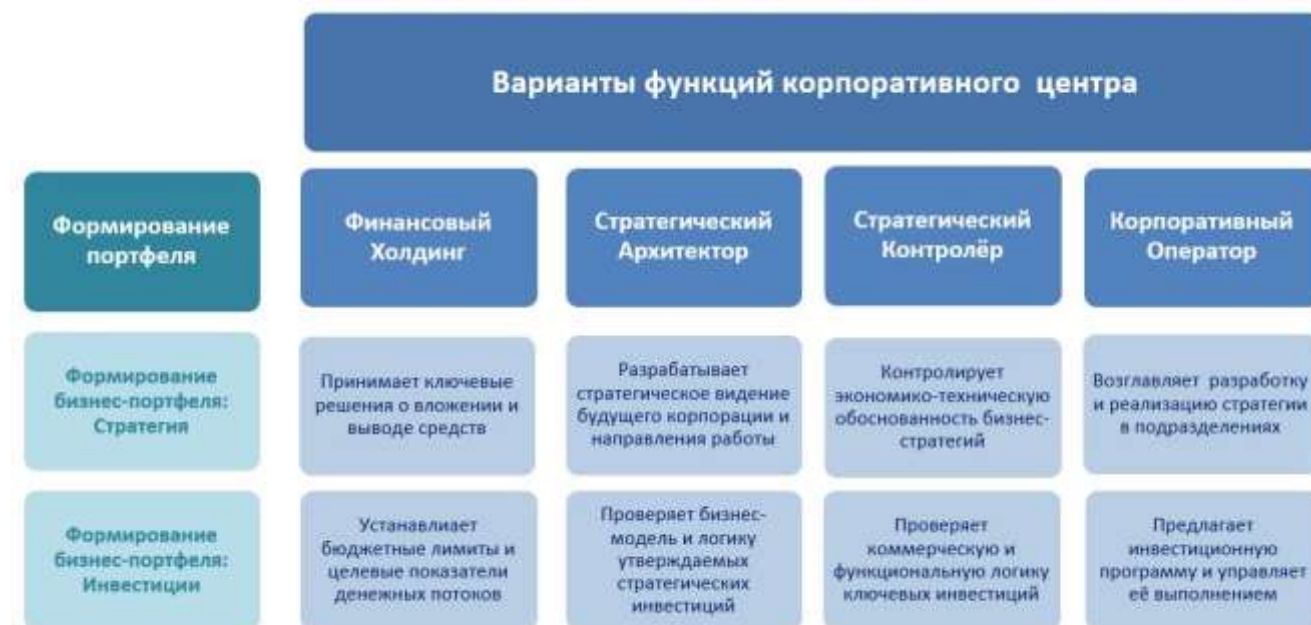 Варианты функций корпоративного центра
Формирование
портфеля
Финансовый
Холдинг
Стратегический
Архитектор
Стратегический
Контролёр
Корпоративный
Оператор
Формирование
бизнес-портфеля:
Стратегия
Принимает ключевые
решения о вложении и
выводе средств
Разрабатывает
стратегическое видение
будущего корпорации и
направления работы
Контролирует
экономико-техническую
обоснованность бизнес-
стратегий
Возглавляет разработку
и реализацию стратегии
в подразделениях
Формирование
бизнес-портфеля:
Инвестиции
Устанавлиает
бюджетные лимиты и
целевые показатели
денежных потоков
Проверяет бизнес-
модель и логику
утверждаемых
стратегических
инвестиций
Проверяет
коммерческую и
функциональную логику
ключевых инвестиций
Предлагает
инвестиционную
программу и управляет
её выполнением